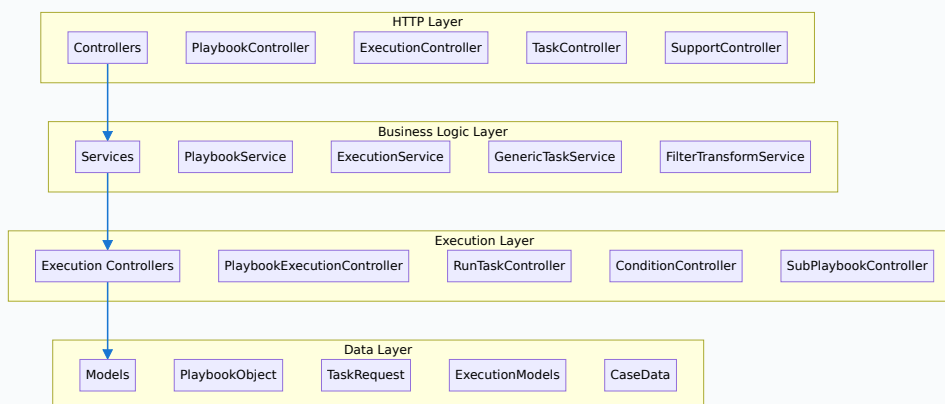 HTTP Layer
Controllers
PlaybookController
ExecutionController
TaskController
SupportController
Business Logic Layer
Services
PlaybookService
ExecutionService
GenericTaskService
FilterTransformService
Execution Layer
Execution Controllers
PlaybookExecutionController
RunTaskController
ConditionController
SubPlaybookController
Data Layer
Models
PlaybookObject
TaskRequest
ExecutionModels
CaseData